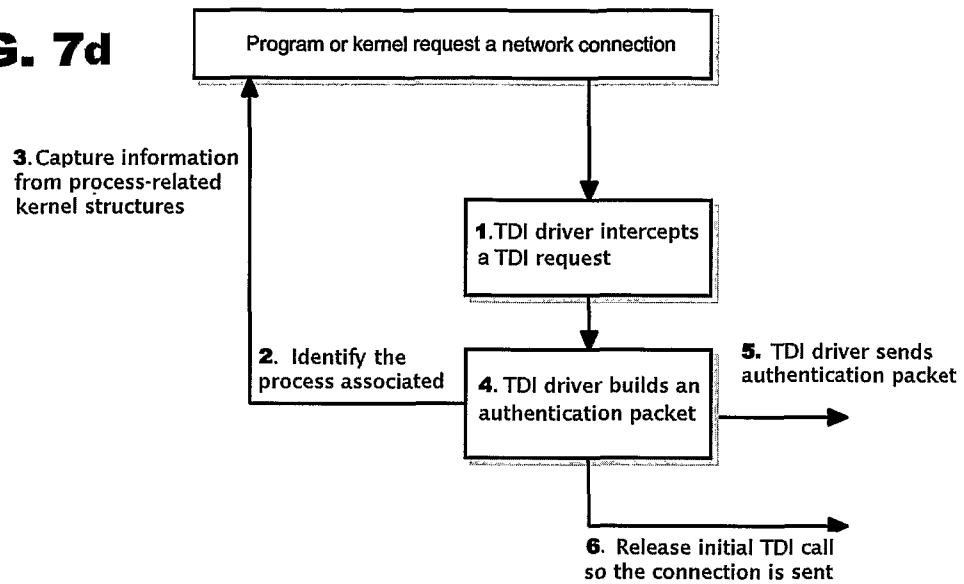 G. 7d
Program or kernel request a network connection
3. Capture information
from process-related
kernel structures
1. TDI driver intercepts
a TDI request
2. Identify the
process associated
4. TDI driver builds an
authentication packet
5. TDI driver sends
authentication packet
6. Release initial TDI call
so the connection is sent